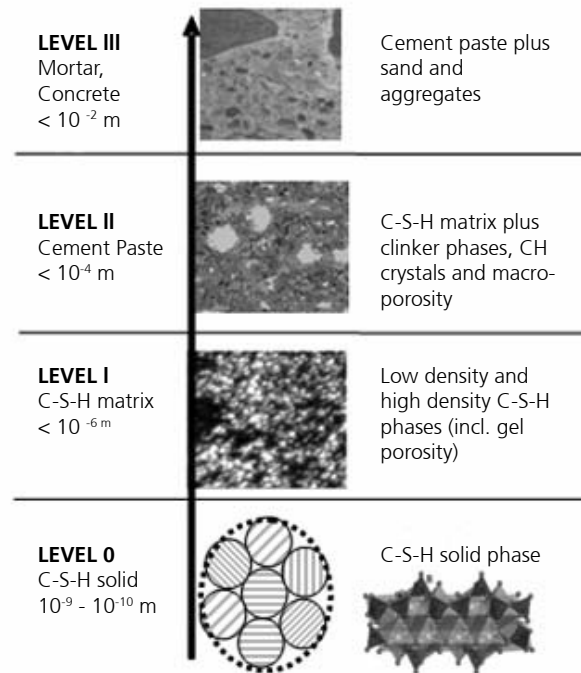 LEVEL III
Mortar,
Concrete
< 10 -2 m
Cement paste plus
sand and
aggregates
LEVEL II
Cement Paste
< 10-4 m
C-S-H matrix plus
clinker phases, CH
crystals and macro-
porosity
LEVEL I
C-S-H matrix
< 10 -6 m
Low density and
high density C-S-H
phases (incl. gel
porosity)
LEVEL 0
C-S-H solid
10-9 - 10-10 m
C-S-H solid phase